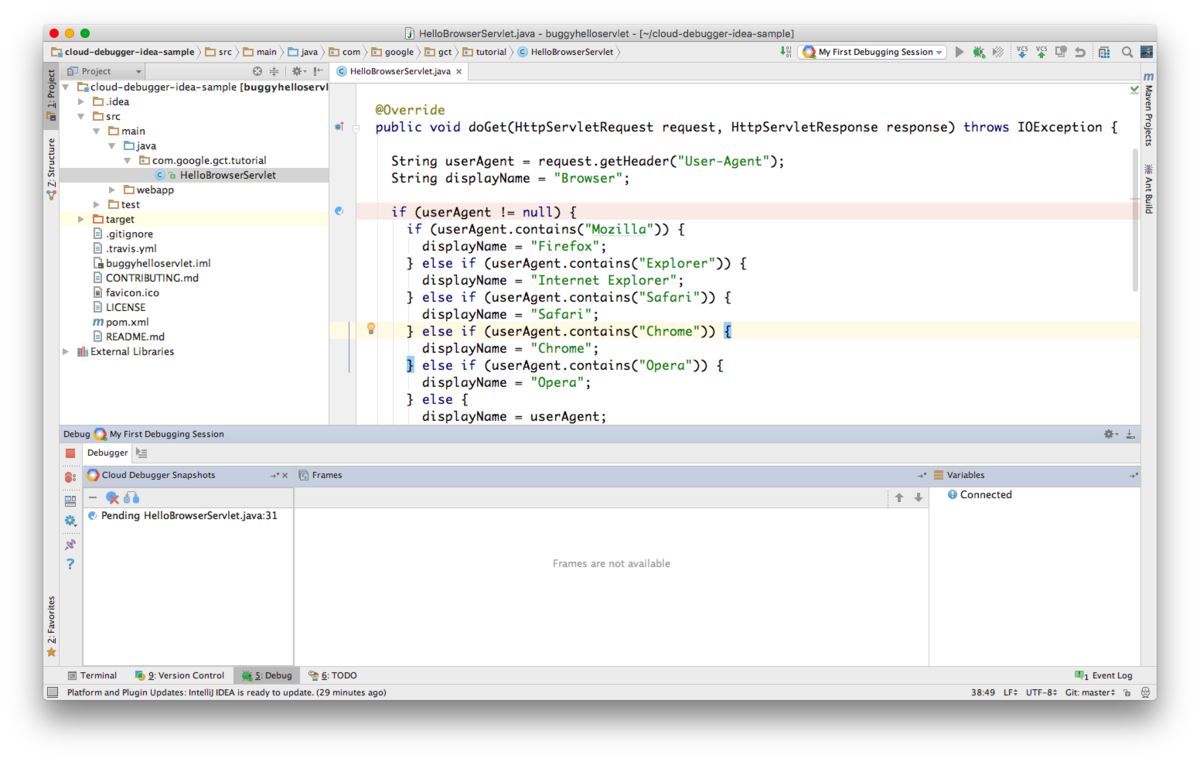 HelloBrowserServlet.java - buggyhelloservlet - [~/cloud-debugger-idea-sample]
cloud-debugger-idea-sample src main java com google gct tutorial HelloBrowserServlet My First Debugging Session VCS VCS
Project HelloBrowserServlet.java
1: Project
Z: Structure
2: Favorites
cloud-debugger-idea-sample [buggyhelloservl
.idea
src
main
java
com.google.gct.tutorial
HelloBrowserServlet
webapp
test
target
.gitignore
.travis.yml
buggyhelloservlet.iml
CONTRIBUTING.md
favicon.ico
LICENSE
pom.xml
README.md
External Libraries
@Override
public void doGet(HttpServletRequest request, HttpServletResponse response) throws IOException {
String userAgent = request.getHeader("User-Agent");
String displayName = "Browser";
if (userAgent != null) {
if (userAgent.contains("Mozilla")) {
displayName = "Firefox";
} else if (userAgent.contains("Explorer")) {
displayName = "Internet Explorer";
} else if (userAgent.contains("Safari")) {
displayName = "Safari";
} else if (userAgent.contains("Chrome")) {
displayName = "Chrome";
} else if (userAgent.contains("Opera")) {
displayName = "Opera";
} else {
displayName = userAgent;
m Maven Projects
Ant Build
Debug My First Debugging Session
Debugger
Cloud Debugger Snapshots Frames Variables
Pending HelloBrowserServlet.java:31
Frames are not available
Connected
Terminal 9: Version Control 5: Debug 6: TODO 1 Event Log
Platform and Plugin Updates: IntelliJ IDEA is ready to update. (29 minutes ago) 38:49 LF UTF-8 Git: master